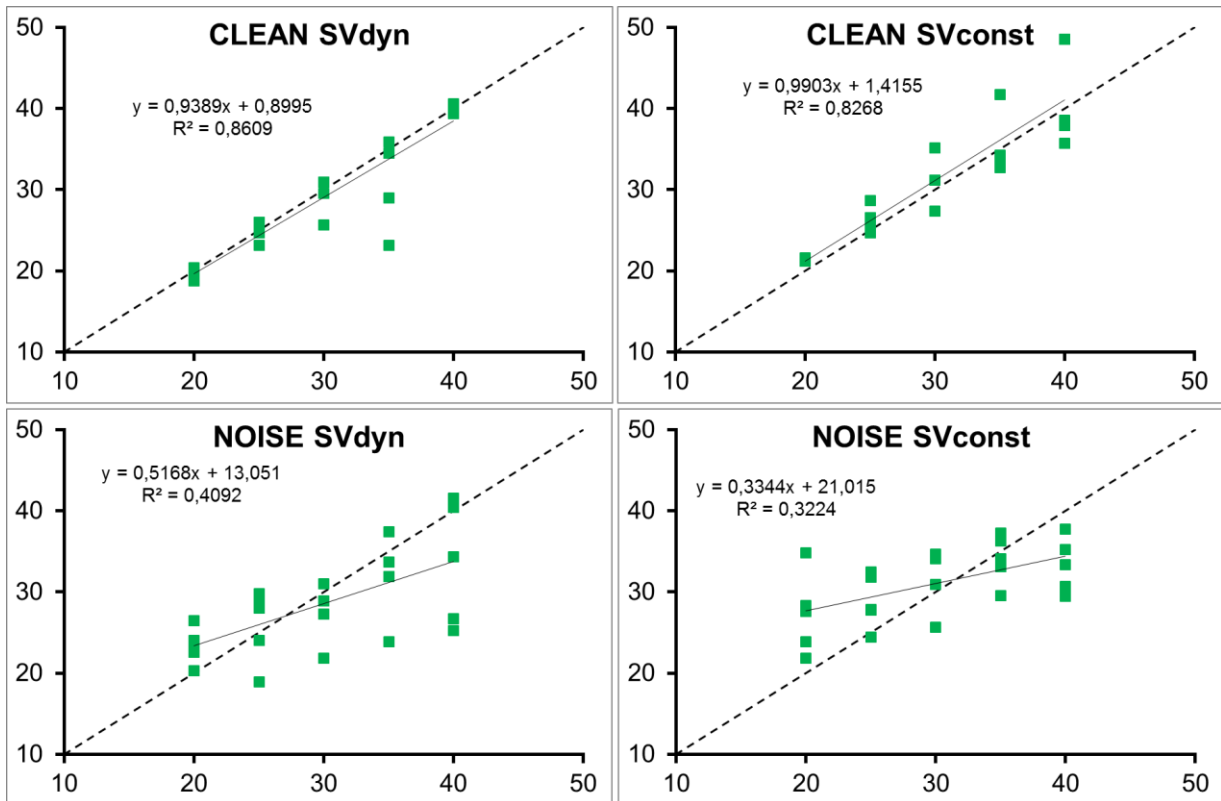 CLEAN SVdyn
y = 0,9389x + 0,8995
R² = 0,8609
50
40
30
20
10
10 20 30 40 50
CLEAN SVconst
y = 0,9903x + 1,4155
R² = 0,8268
50
40
30
20
10
10 20 30 40 50
NOISE SVdyn
y = 0,5168x + 13,051
R² = 0,4092
50
40
30
20
10
10 20 30 40 50
NOISE SVconst
y = 0,3344x + 21,015
R² = 0,3224
50
40
30
20
10
10 20 30 40 50